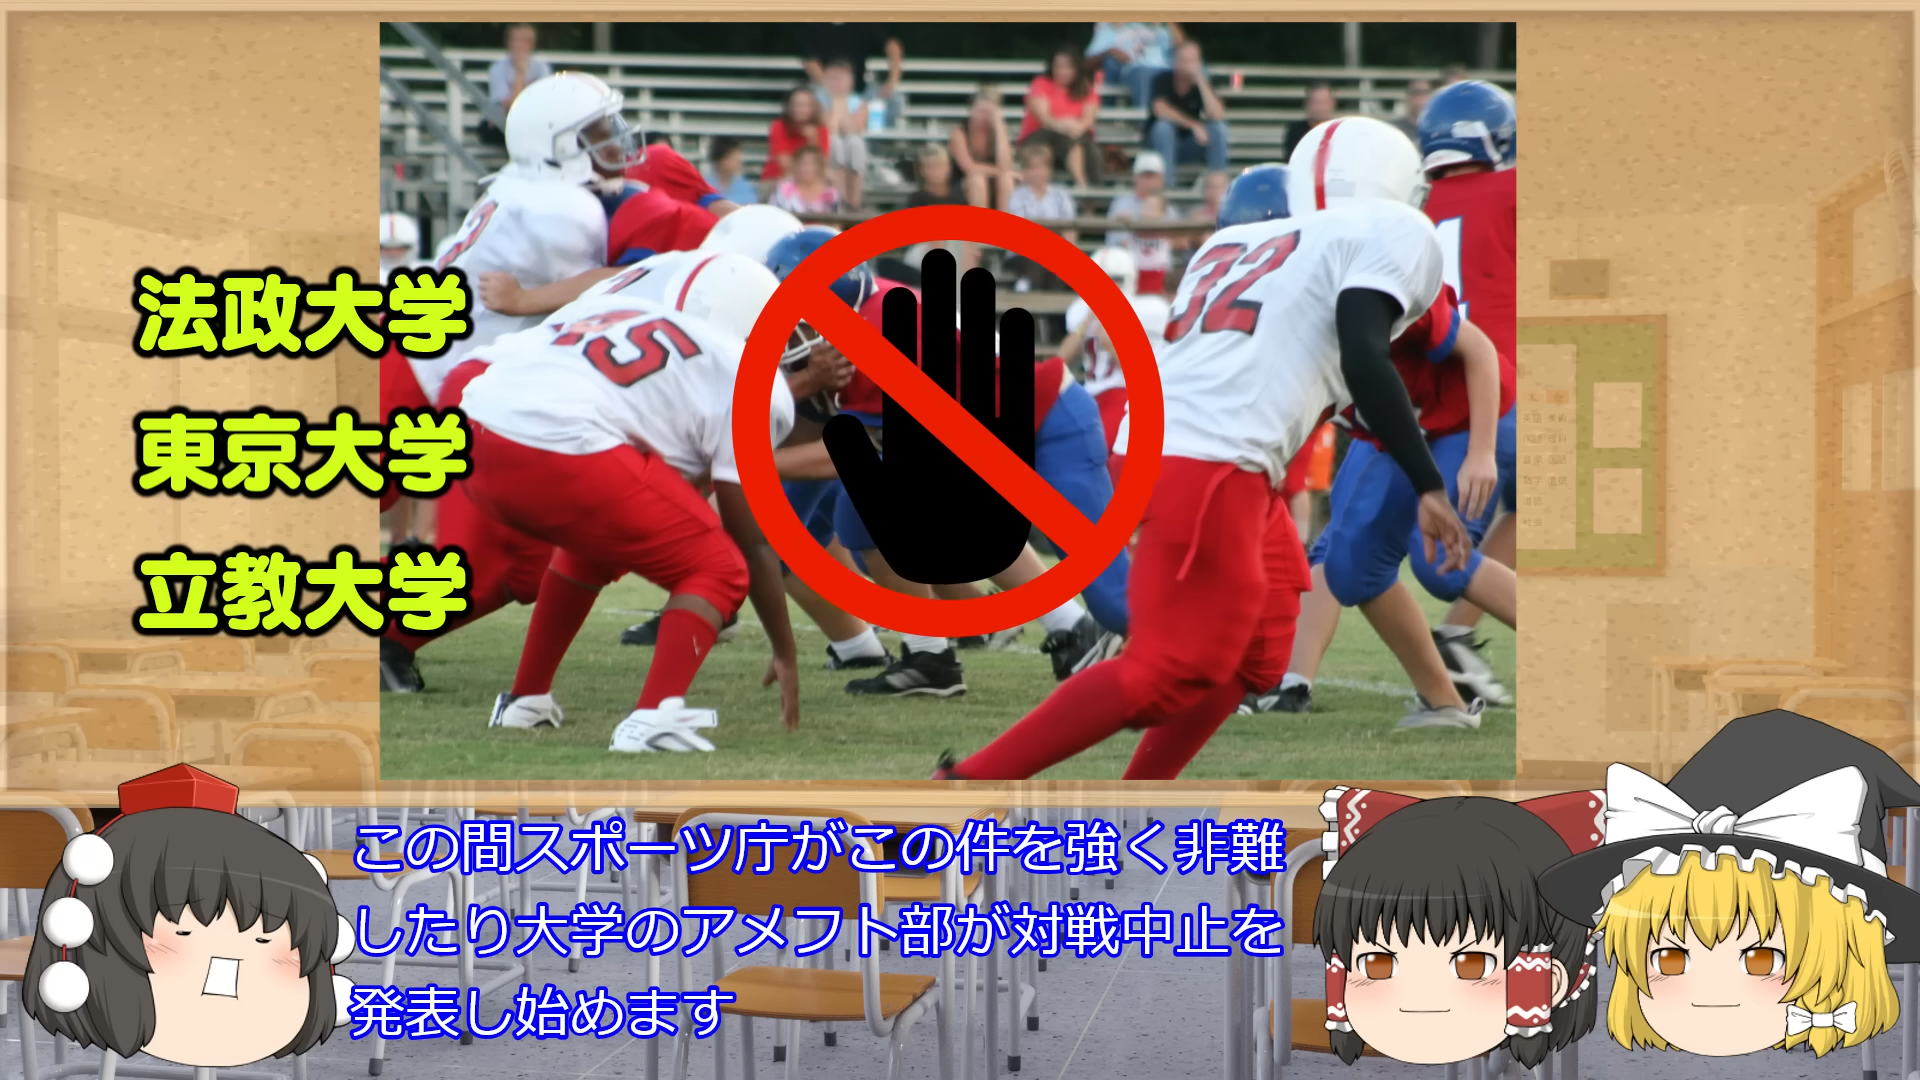 法政大学
東京大学
立教大学
32
45
この間スポーツ庁がこの件を強く非難
したり大学のアメフト部が対戦中止を
発表し始めます